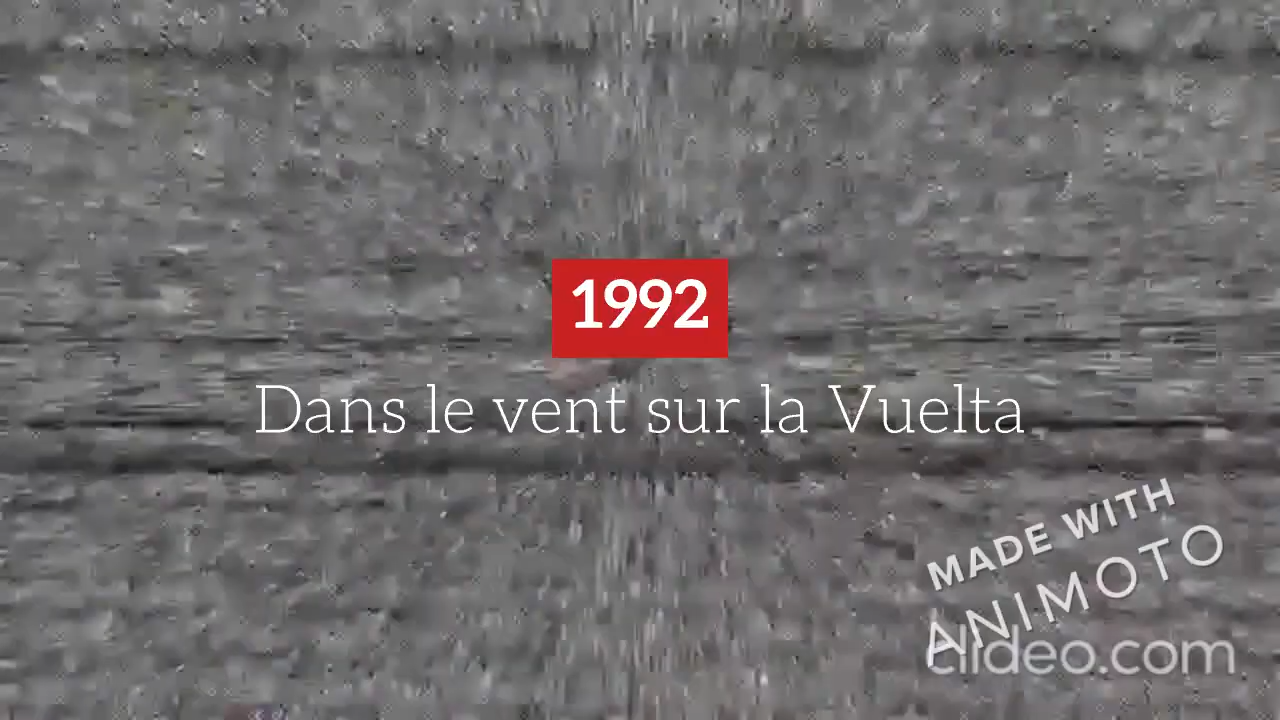 1992
Dans le vent sur la Vuelta
MADE WITH
ANIMOTO
clideo.com